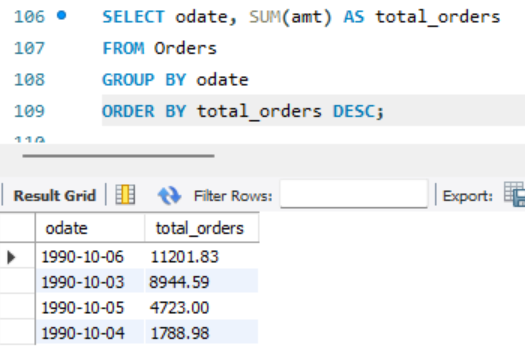 106 SELECT odate, SUM(amt) AS total_orders
107 FROM Orders
108 GROUP BY odate
109 ORDER BY total_orders DESC;
110
Result Grid Filter Rows: Export:
odate total_orders
1990-10-06 11201.83
1990-10-03 8944.59
1990-10-05 4723.00
1990-10-04 1788.98